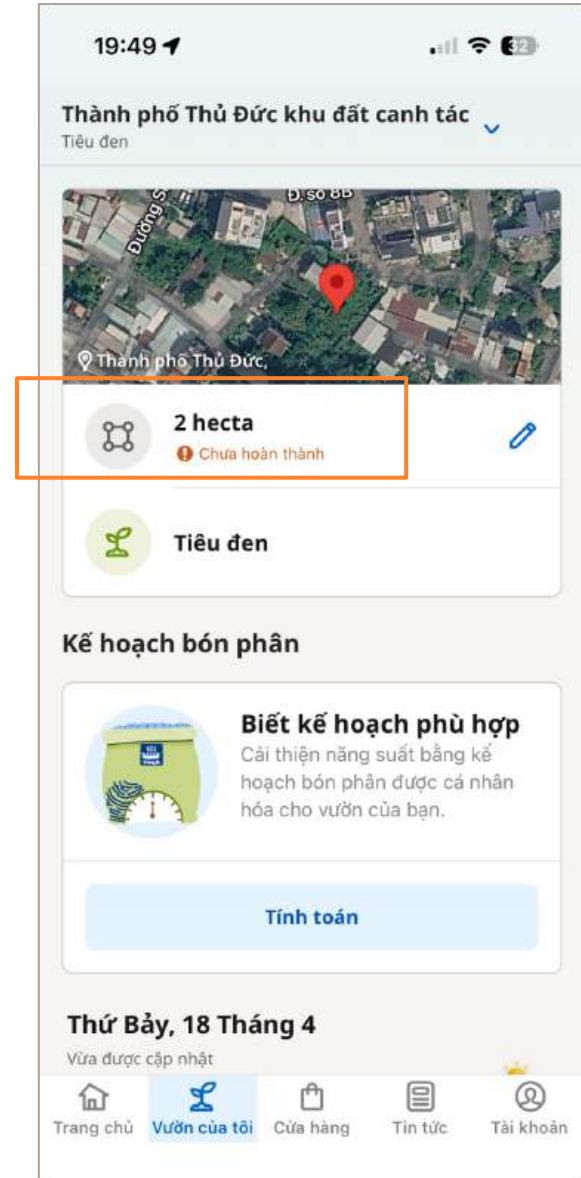 19:49
32
Thành phố Thủ Đức khu đất canh tác
Tiêu đen
Đường S
Đ. số 8B
Thành phố Thủ Đức,
2 hecta
Chưa hoàn thành
Tiêu đen
Kế hoạch bón phân
Biết kế hoạch phù hợp
Cải thiện năng suất bằng kế
hoạch bón phân được cá nhân
hóa cho vườn của bạn.
Tính toán
Thứ Bảy, 18 Tháng 4
Vừa được cập nhật
Trang chủ
Vườn của tôi
Cửa hàng
Tin tức
Tài khoản